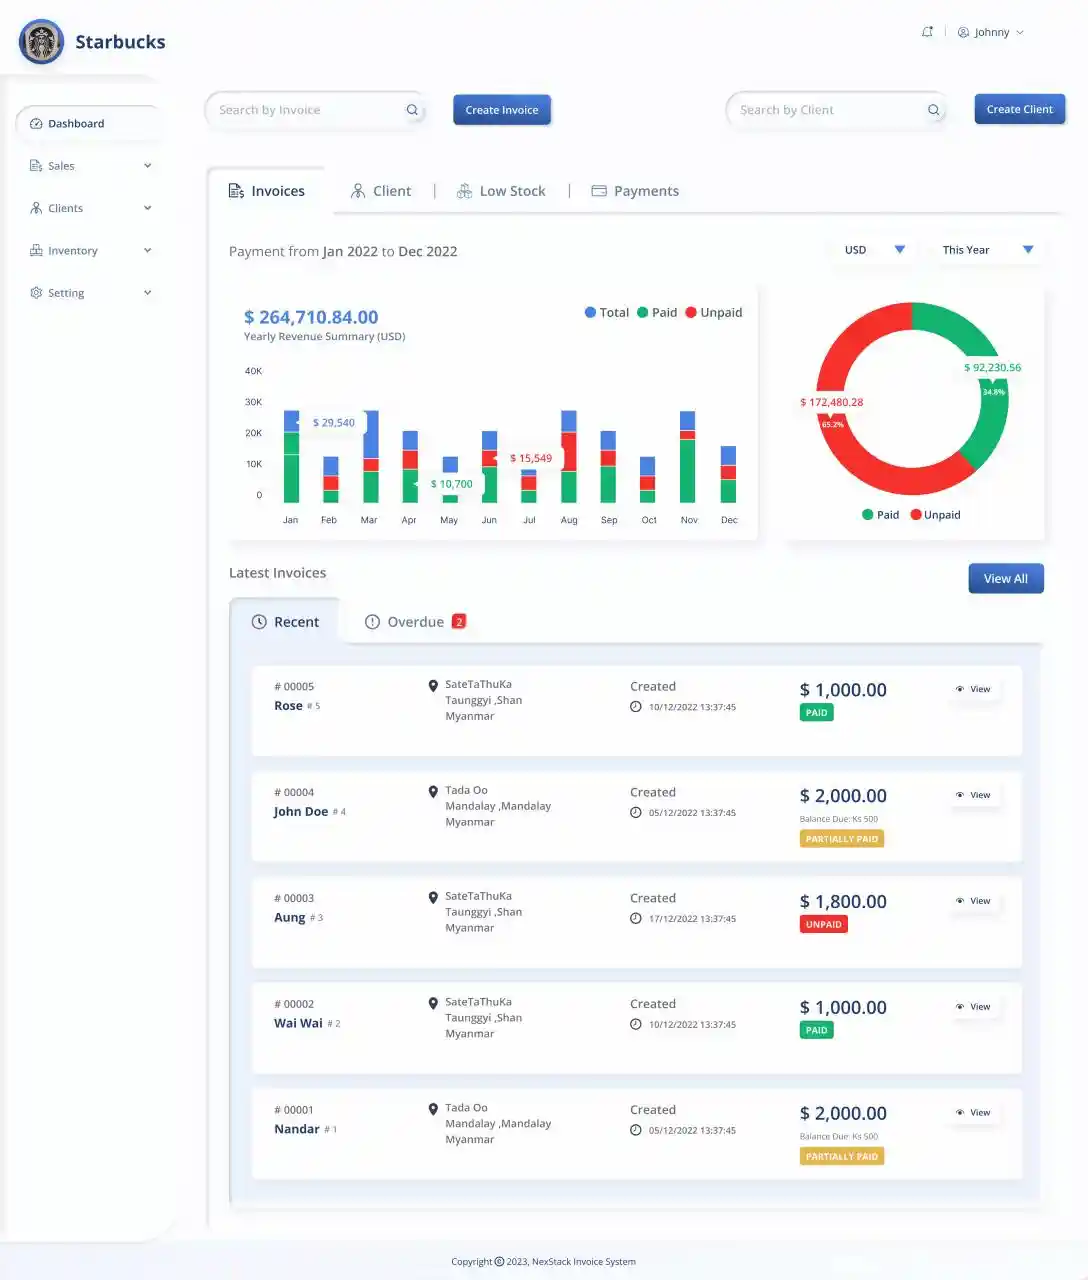 Starbucks
Johnny
Search by Invoice
Create Invoice
Search by Client
Create Client
Dashboard
Sales
Clients
Inventory
Setting
Invoices
Client
Low Stock
Payments
Payment from Jan 2022 to Dec 2022
USD
This Year
$ 264,710.84.00
Yearly Revenue Summary (USD)
Total Paid Unpaid
40K
30K
20K
10K
0
$ 29,540
$ 15,549
$ 10,700
Jan Feb Mar Apr May Jun Jul Aug Sep Oct Nov Dec
$ 92,230.56
34.8%
$ 172,480.28
65.2%
Paid Unpaid
Latest Invoices
View All
Recent
Overdue 2
# 00005
Rose # 5
SateTaThuKa
Taunggyi ,Shan
Myanmar
Created
10/12/2022 13:37:45
$ 1,000.00
PAID
View
# 00004
John Doe # 4
Tada Oo
Mandalay ,Mandalay
Myanmar
Created
05/12/2022 13:37:45
$ 2,000.00
Balance Due: Ks 500
PARTIALLY PAID
View
# 00003
Aung # 3
SateTaThuKa
Taunggyi ,Shan
Myanmar
Created
17/12/2022 13:37:45
$ 1,800.00
UNPAID
View
# 00002
Wai Wai # 2
SateTaThuKa
Taunggyi ,Shan
Myanmar
Created
10/12/2022 13:37:45
$ 1,000.00
PAID
View
# 00001
Nandar # 1
Tada Oo
Mandalay ,Mandalay
Myanmar
Created
05/12/2022 13:37:45
$ 2,000.00
Balance Due: Ks 500
PARTIALLY PAID
View
Copyright © 2023, NexStack Invoice System